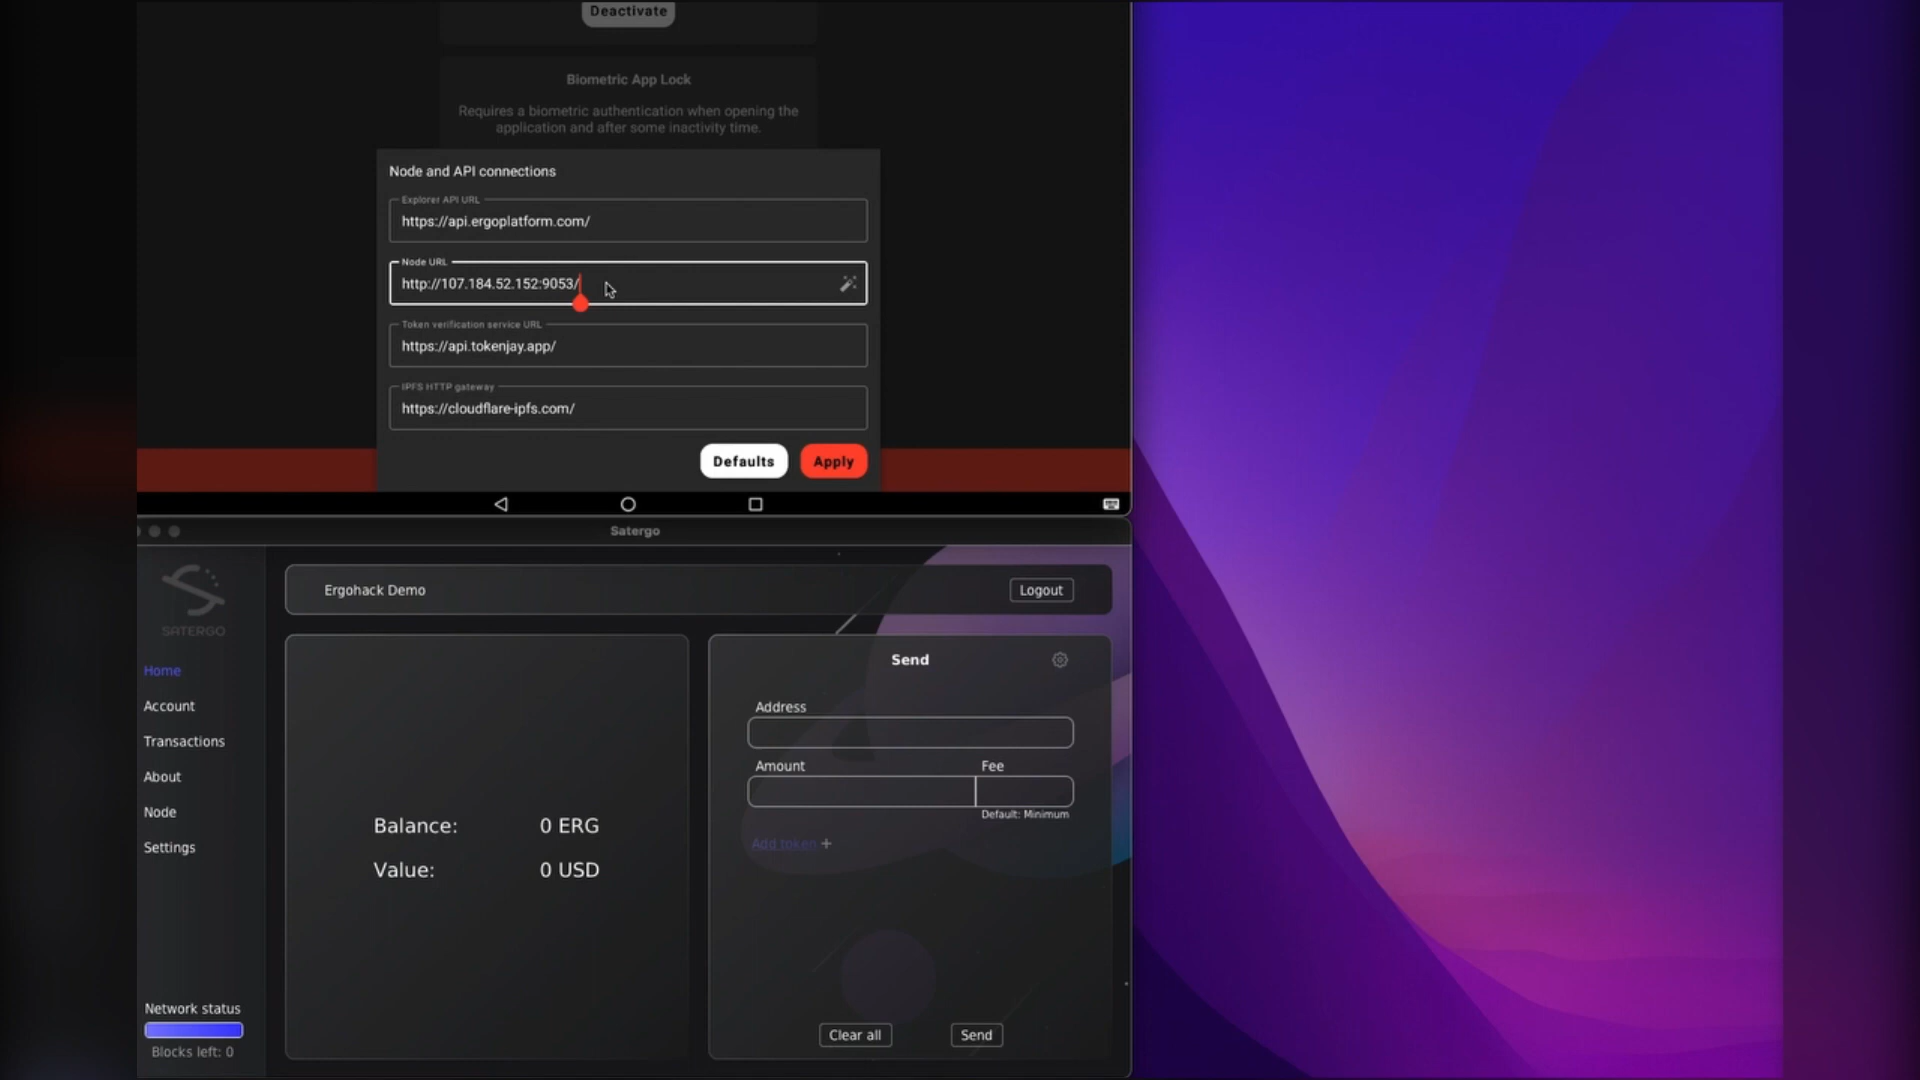 Deactivate
Biometric App Lock
Requires a biometric authentication when opening the
application and after some inactivity time.
Node and API connections
Explorer API URL
https://api.ergoplatform.com/
Node URL
http://107.184.52.152:9053/
Token verification service URL
https://api.tokenjay.app/
IPFS HTTP gateway
https://cloudflare-ipfs.com/
Defaults
Apply
Satergo
SATERGO
Ergohack Demo
Logout
Home
Account
Transactions
About
Node
Settings
Network status
Blocks left: 0
Balance: 0 ERG
Value: 0 USD
Send
Address
Amount
Fee
Default: Minimum
Add token +
Clear all
Send